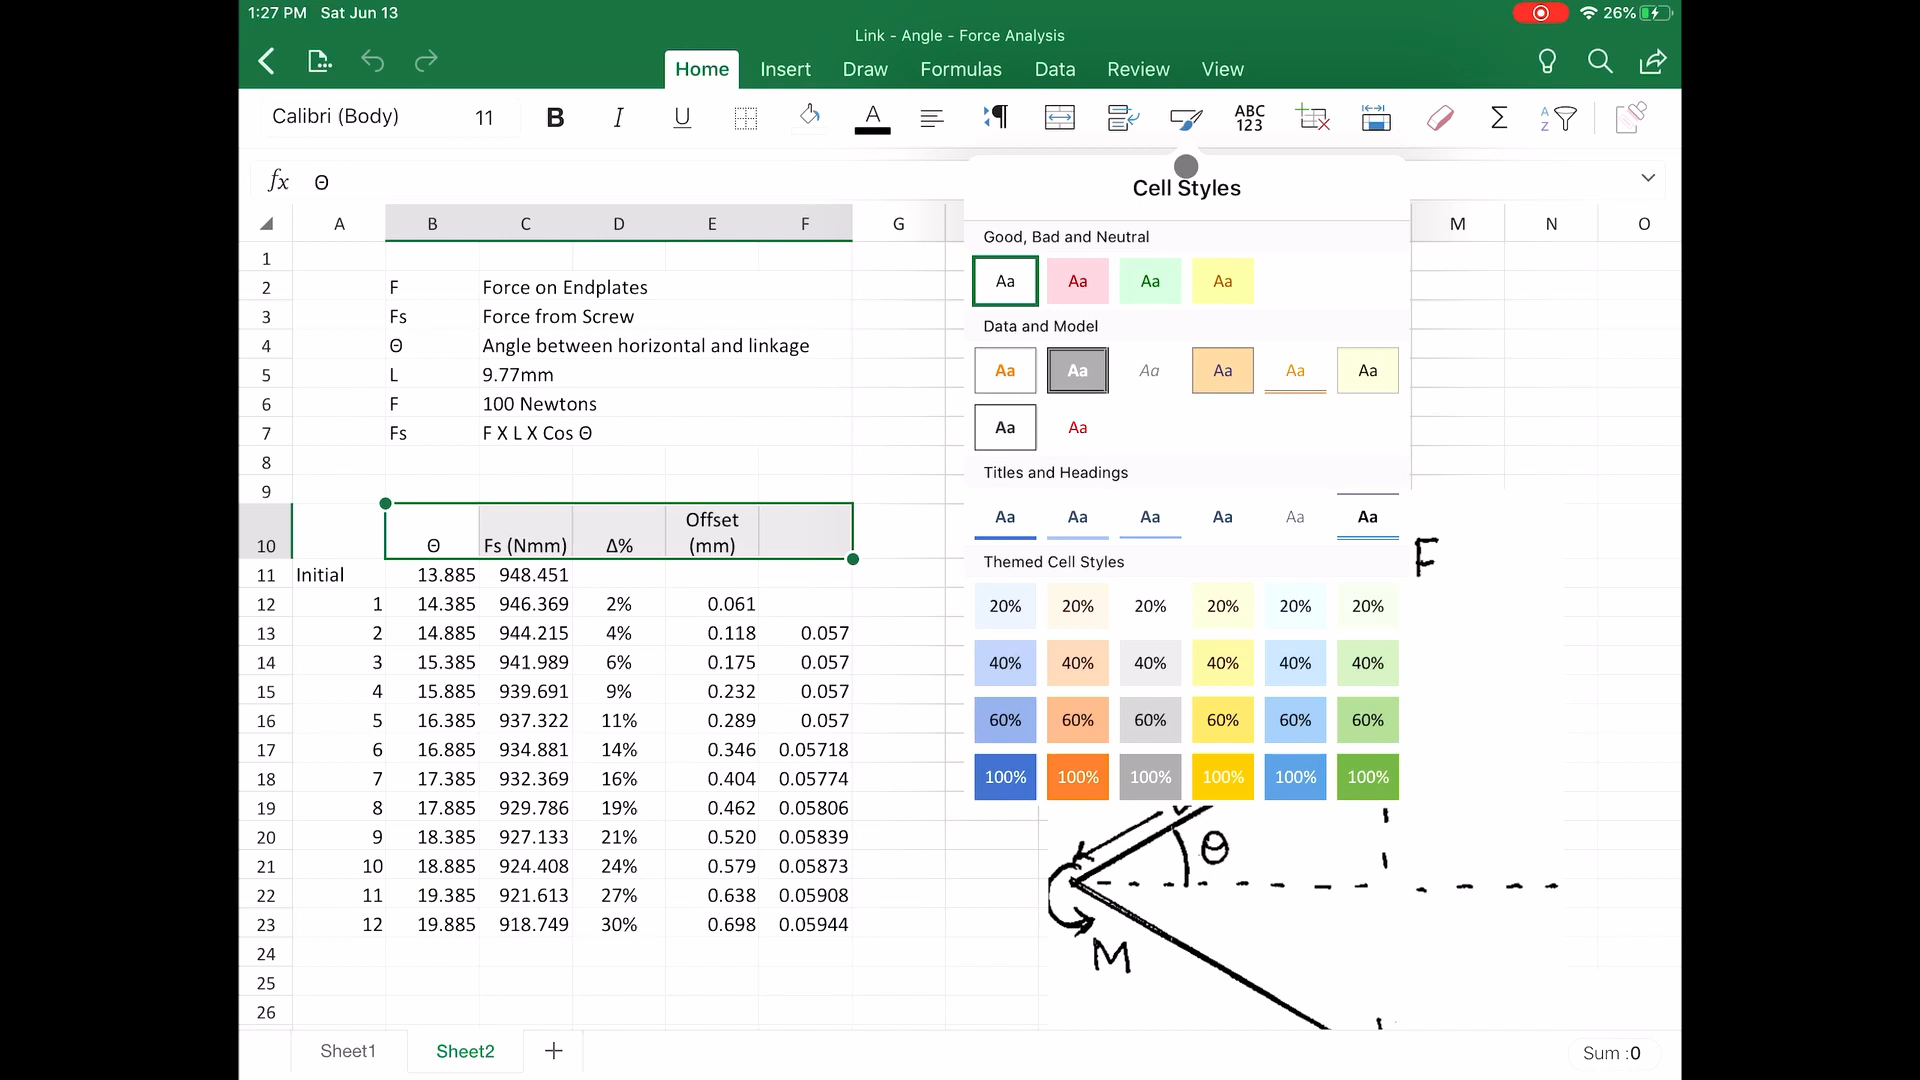 1:27 PM Sat Jun 13
26%
Link - Angle - Force Analysis
Home Insert Draw Formulas Data Review View
Calibri (Body) 11 B I U A ABC 123 Σ A Z
fx Θ
Cell Styles
A B C D E F G M N O
Good, Bad and Neutral
Aa Aa Aa Aa
Data and Model
Aa Aa Aa Aa Aa Aa
Aa Aa
Titles and Headings
Aa Aa Aa Aa Aa Aa
Themed Cell Styles
20% 20% 20% 20% 20% 20%
40% 40% 40% 40% 40% 40%
60% 60% 60% 60% 60% 60%
100% 100% 100% 100% 100% 100%
1
2 F Force on Endplates
3 Fs Force from Screw
4 Θ Angle between horizontal and linkage
5 L 9.77mm
6 F 100 Newtons
7 Fs F X L X Cos Θ
8
9
10 Θ Fs (Nmm) Δ% Offset (mm)
11 Initial 13.885 948.451
12 1 14.385 946.369 2% 0.061
13 2 14.885 944.215 4% 0.118 0.057
14 3 15.385 941.989 6% 0.175 0.057
15 4 15.885 939.691 9% 0.232 0.057
16 5 16.385 937.322 11% 0.289 0.057
17 6 16.885 934.881 14% 0.346 0.05718
18 7 17.385 932.369 16% 0.404 0.05774
19 8 17.885 929.786 19% 0.462 0.05806
20 9 18.385 927.133 21% 0.520 0.05839
21 10 18.885 924.408 24% 0.579 0.05873
22 11 19.385 921.613 27% 0.638 0.05908
23 12 19.885 918.749 30% 0.698 0.05944
24
25
26
F
Θ
M
Sheet1 Sheet2 +
Sum :0